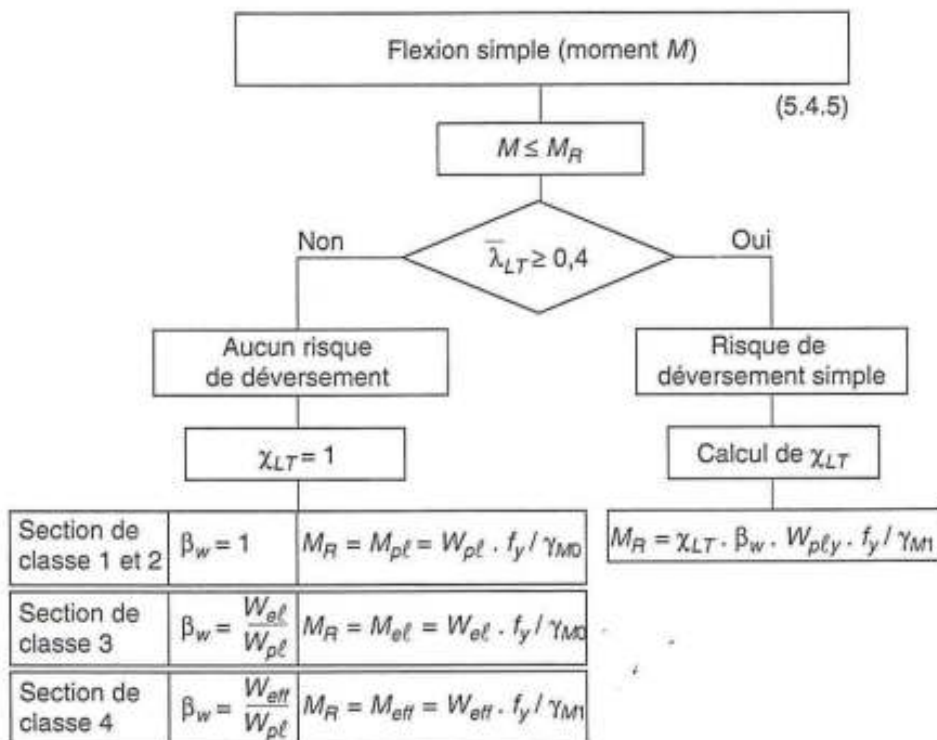 Flexion simple (moment M)
(5.4.5)
M ≤ M_R
Non
λ̅_LT ≥ 0,4
Oui
Aucun risque
de déversement
Risque de
déversement simple
χ_LT = 1
Calcul de χ_LT
Section de
classe 1 et 2
β_w = 1
M_R = M_pℓ = W_pℓ . f_y / γ_M0
M_R = χ_LT . β_w . W_pℓy . f_y / γ_M1
Section de
classe 3
β_w = W_eℓ / W_pℓ
M_R = M_eℓ = W_eℓ . f_y / γ_M0
Section de
classe 4
β_w = W_eff / W_pℓ
M_R = M_eff = W_eff . f_y / γ_M1